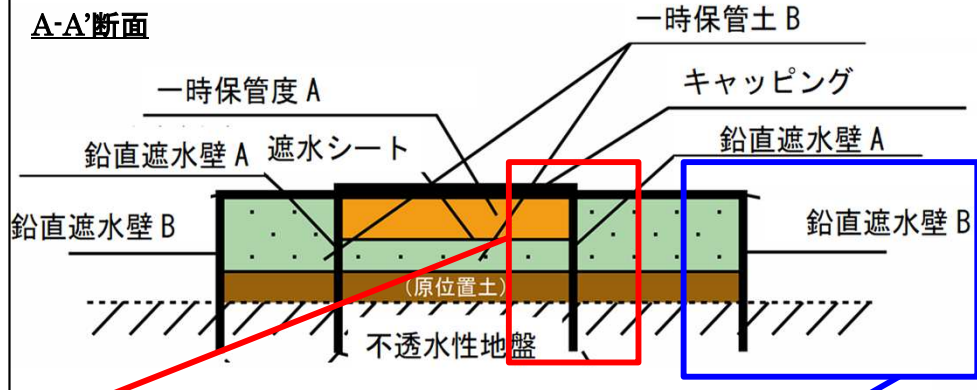 A-A’断面
一時保管土 B
キャッピング
一時保管度 A
鉛直遮水壁 A
遮水シート
鉛直遮水壁 A
鉛直遮水壁 B
鉛直遮水壁 B
(原位置土)
不透水性地盤